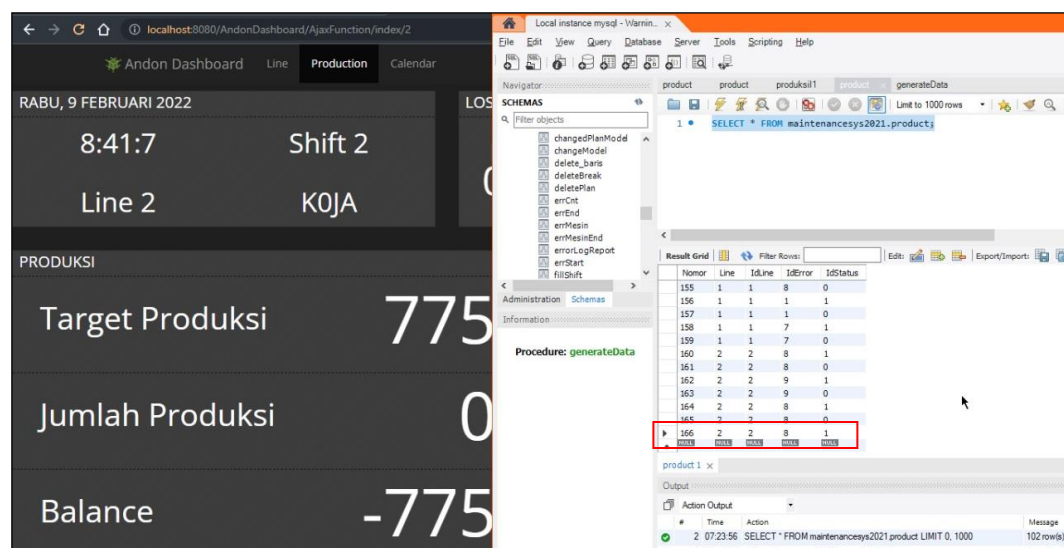 localhost:8080/AndonDashboard/AjaxFunction/index/2
Andon Dashboard Line Production Calendar
RABU, 9 FEBRUARI 2022 LOS
8:41:7 Shift 2
Line 2 K0JA
PRODUKSI
Target Produksi 775
Jumlah Produksi 0
Balance -775
Local instance mysql - Warnin...
File Edit View Query Database Server Tools Scripting Help
Navigator
SCHEMAS
Filter objects
changedPlanModel
changeModel
delete_baris
deleteBreak
deletePlan
errCnt
errEnd
errMesin
errMesinEnd
errorLogReport
errStart
fillShift
Administration Schemas
Information
Procedure: generateData
product product produksil1 product generateData
Limit to 1000 rows
1 SELECT * FROM maintenancesys2021.product;
Result Grid Filter Rows: Edit: Export/Import:
Nomor Line IdLine IdError IdStatus
155 1 1 8 0
156 1 1 1 1
157 1 1 1 0
158 1 1 7 1
159 1 1 7 0
160 2 2 8 1
161 2 2 8 0
162 2 2 9 1
163 2 2 9 0
164 2 2 8 1
165 2 2 8 0
166 2 2 8 1
NULL NULL NULL NULL NULL
product 1
Output
Action Output
# Time Action Message
2 07:23:56 SELECT * FROM maintenancesys2021.product LIMIT 0, 1000 102 row(s)